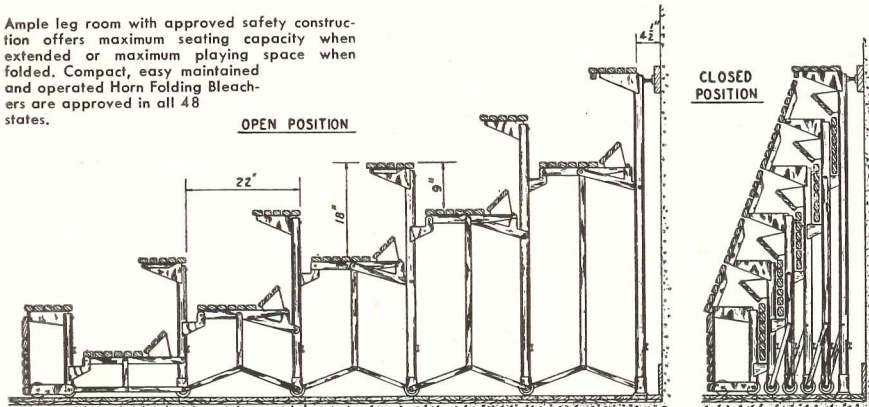 Ample leg room with approved safety construc-
tion offers maximum seating capacity when
extended or maximum playing space when
folded. Compact, easy maintained
and operated Horn Folding Bleach-
ers are approved in all 48
states.
OPEN POSITION
4½"
CLOSED
POSITION
22"
18"
9"